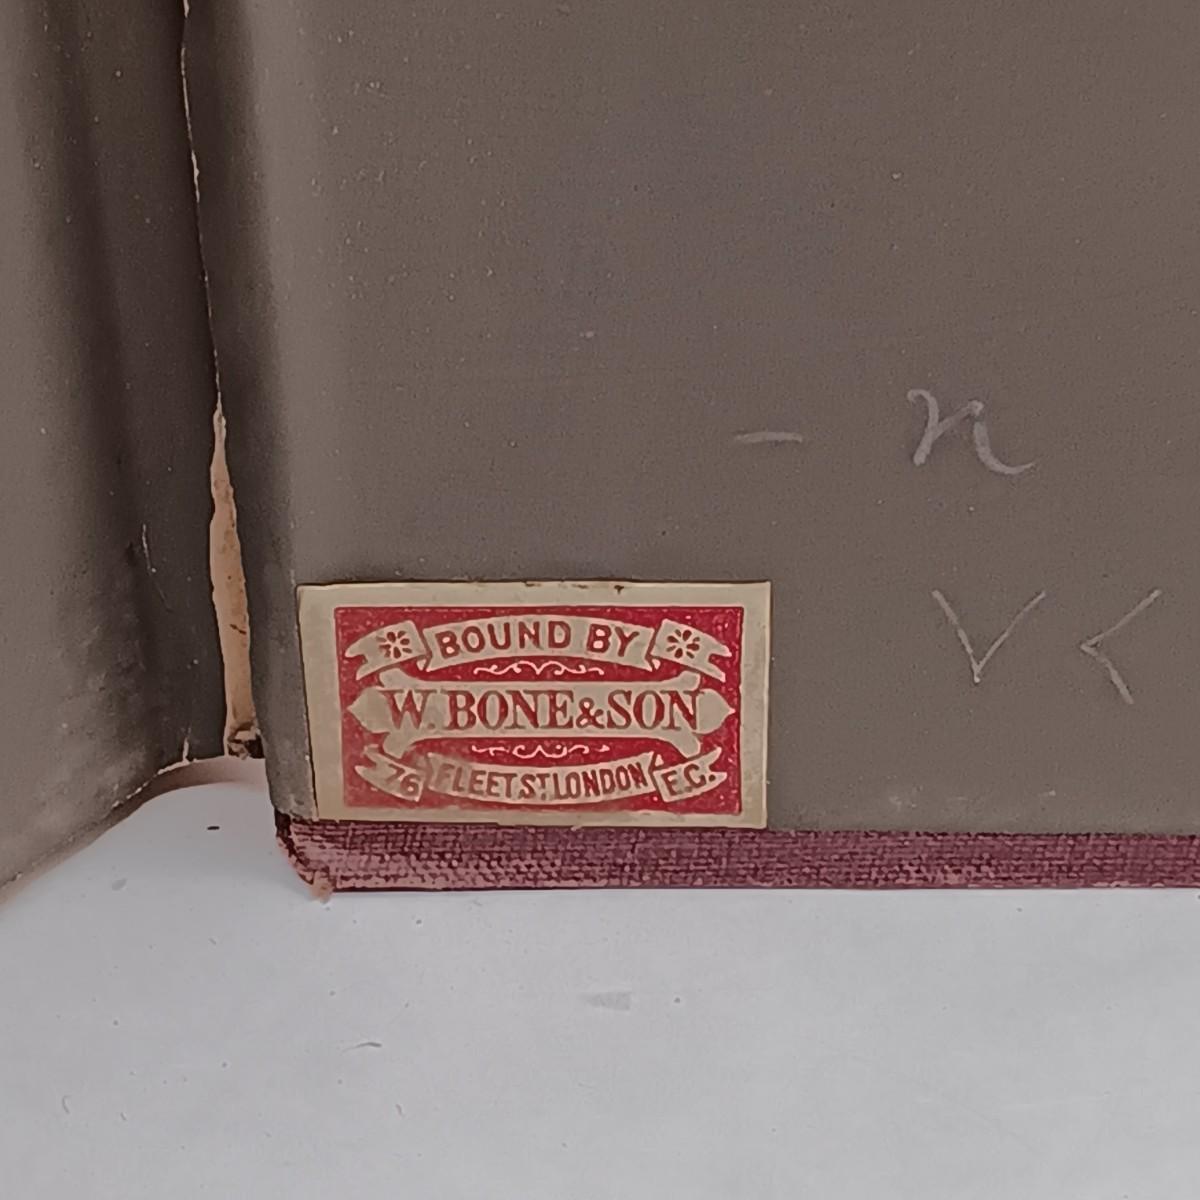 - n
V <
BOUND BY
W. BONE & SON
76 FLEET ST. LONDON E.C.